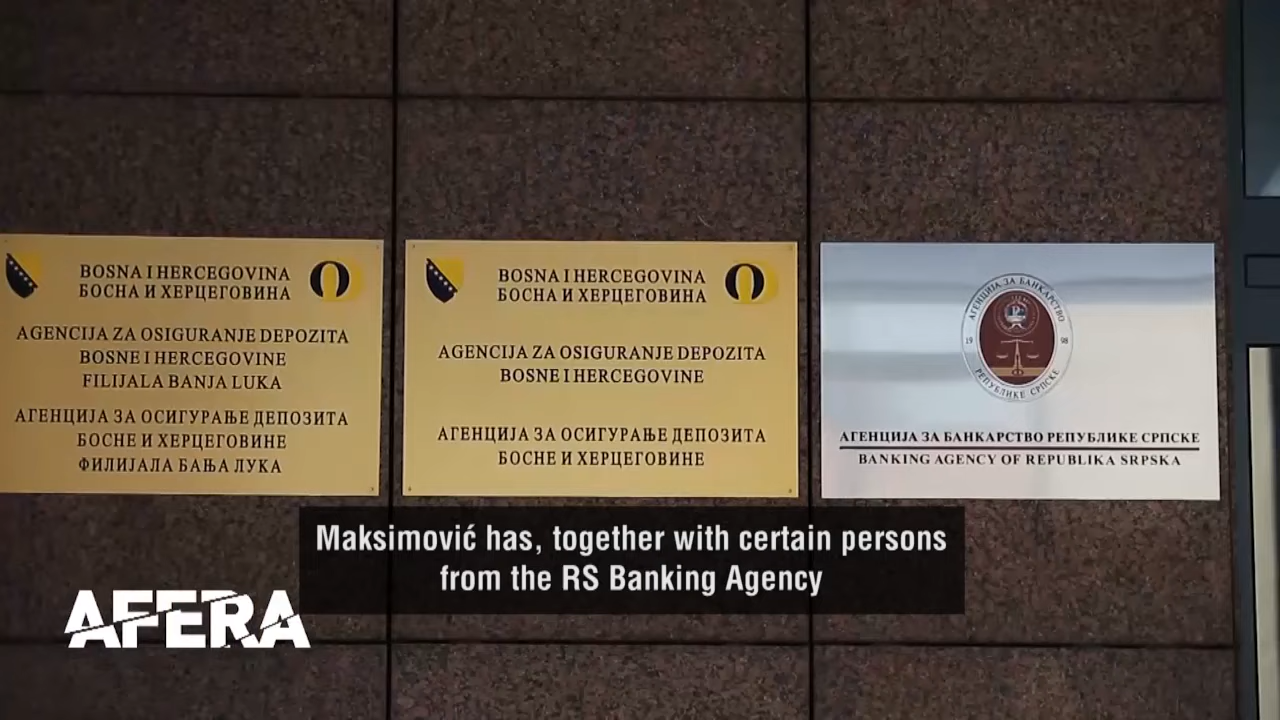 BOSNA I HERCEGOVINA
БОСНА И ХЕРЦЕГОВИНА
AGENCIJA ZA OSIGURANJE DEPOZITA
BOSNE I HERCEGOVINE
FILIJALA BANJA LUKA
АГЕНЦИЈА ЗА ОСИГУРАЊЕ ДЕПОЗИТА
БОСНЕ И ХЕРЦЕГОВИНЕ
ФИЛИЈАЛА БАЊА ЛУКА
BOSNA I HERCEGOVINA
БОСНА И ХЕРЦЕГОВИНА
AGENCIJA ZA OSIGURANJE DEPOZITA
BOSNE I HERCEGOVINE
АГЕНЦИЈА ЗА ОСИГУРАЊЕ ДЕПОЗИТА
БОСНЕ И ХЕРЦЕГОВИНЕ
АГЕНЦИЈА ЗА БАНКАРСТВО
19 98
РЕПУБЛИКЕ СРПСКЕ
АГЕНЦИЈА ЗА БАНКАРСТВО РЕПУБЛИКЕ СРПСКЕ
BANKING AGENCY OF REPUBLIKA SRPSKA
Maksimović has, together with certain persons
from the RS Banking Agency
AFERA